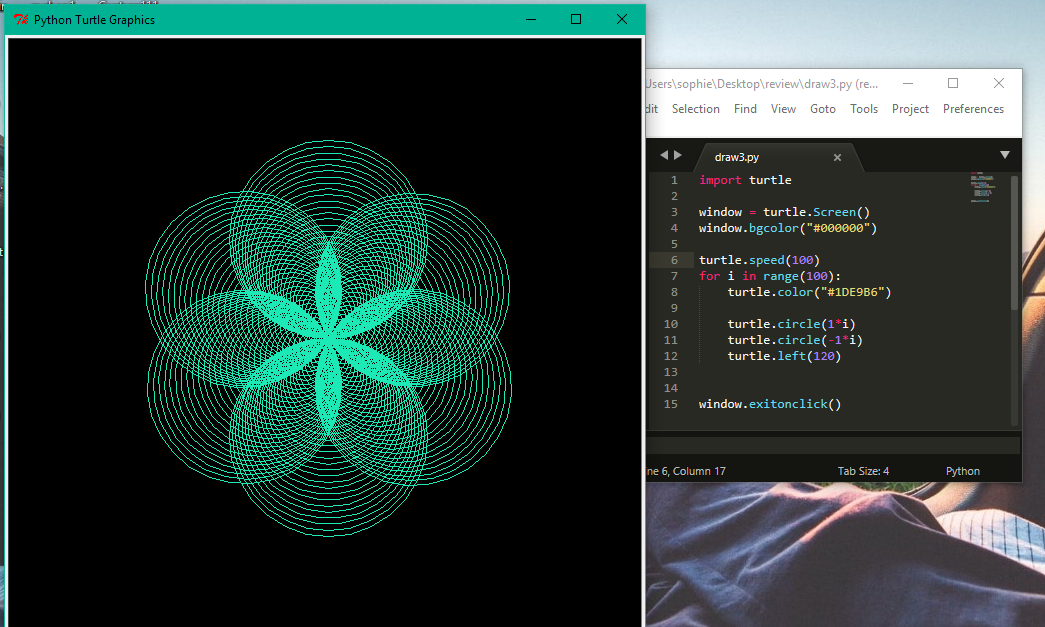 Python Turtle Graphics
Users\sophie\Desktop\review\draw3.py (re...
dit Selection Find View Goto Tools Project Preferences
draw3.py
1 import turtle
2
3 window = turtle.Screen()
4 window.bgcolor("#000000")
5
6 turtle.speed(100)
7 for i in range(100):
8 turtle.color("#1DE9B6")
9
10 turtle.circle(1*i)
11 turtle.circle(-1*i)
12 turtle.left(120)
13
14
15 window.exitonclick()
ne 6, Column 17 Tab Size: 4 Python